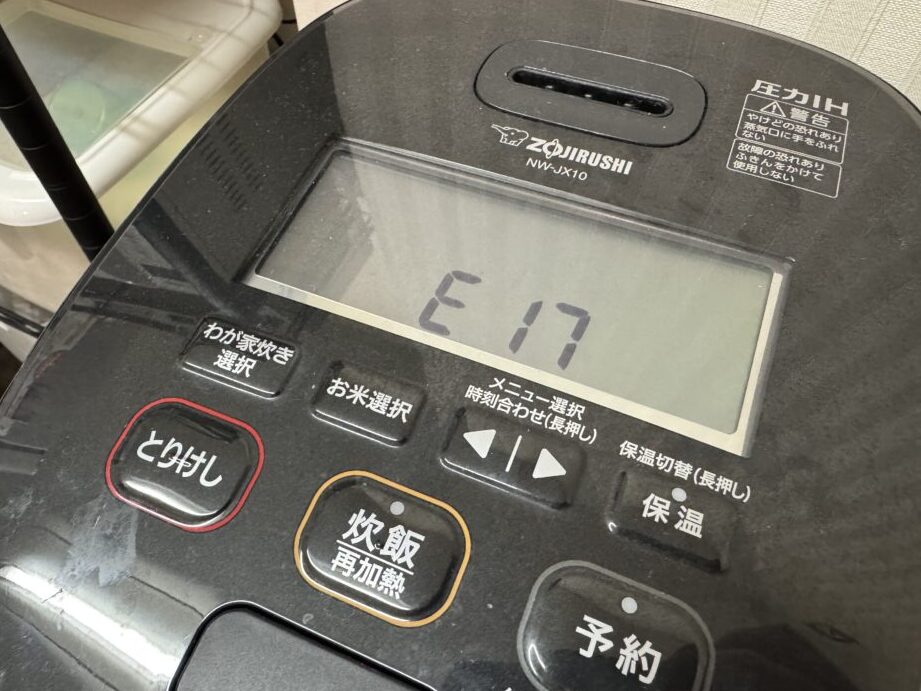 圧力IH
警告
やけどの恐れあり
蒸気口に手をふれ
ない
故障の恐れあり
ふきんをかけて
使用しない
ZOJIRUSHI
NW-JX10
E17
わが家炊き
選択
お米選択
メニュー選択
時刻合わせ(長押し)
保温切替(長押し)
とりけし
保温
炊飯
再加熱
予約